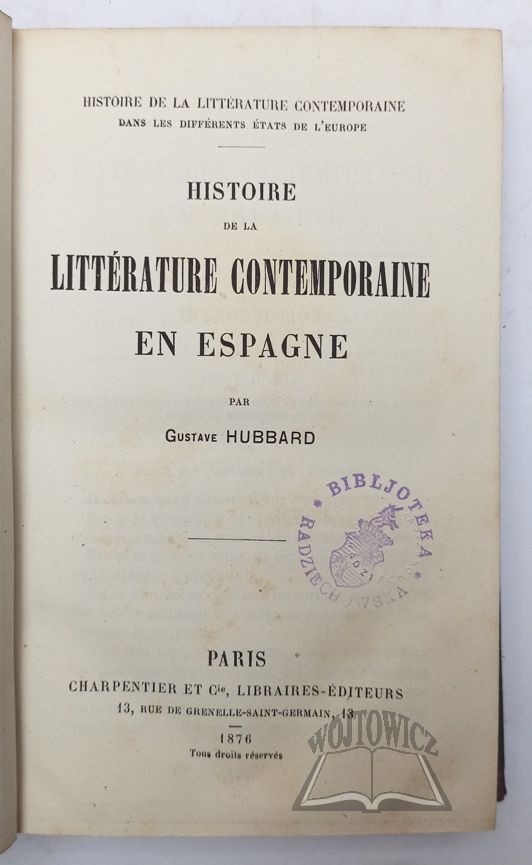 HISTOIRE DE LA LITTÉRATURE CONTEMPORAINE
DANS LES DIFFÉRENTS ÉTATS DE L'EUROPE
HISTOIRE
DE LA
LITTÉRATURE CONTEMPORAINE
EN ESPAGNE
PAR
GUSTAVE HUBBARD
* BIBLJOTEKA *
RADZIECHOWSKA
PARIS
CHARPENTIER ET Cie, LIBRAIRES-ÉDITEURS
13, RUE DE GRENELLE-SAINT-GERMAIN, 13
1876
Tous droits réservés
WÓJTOWICZ